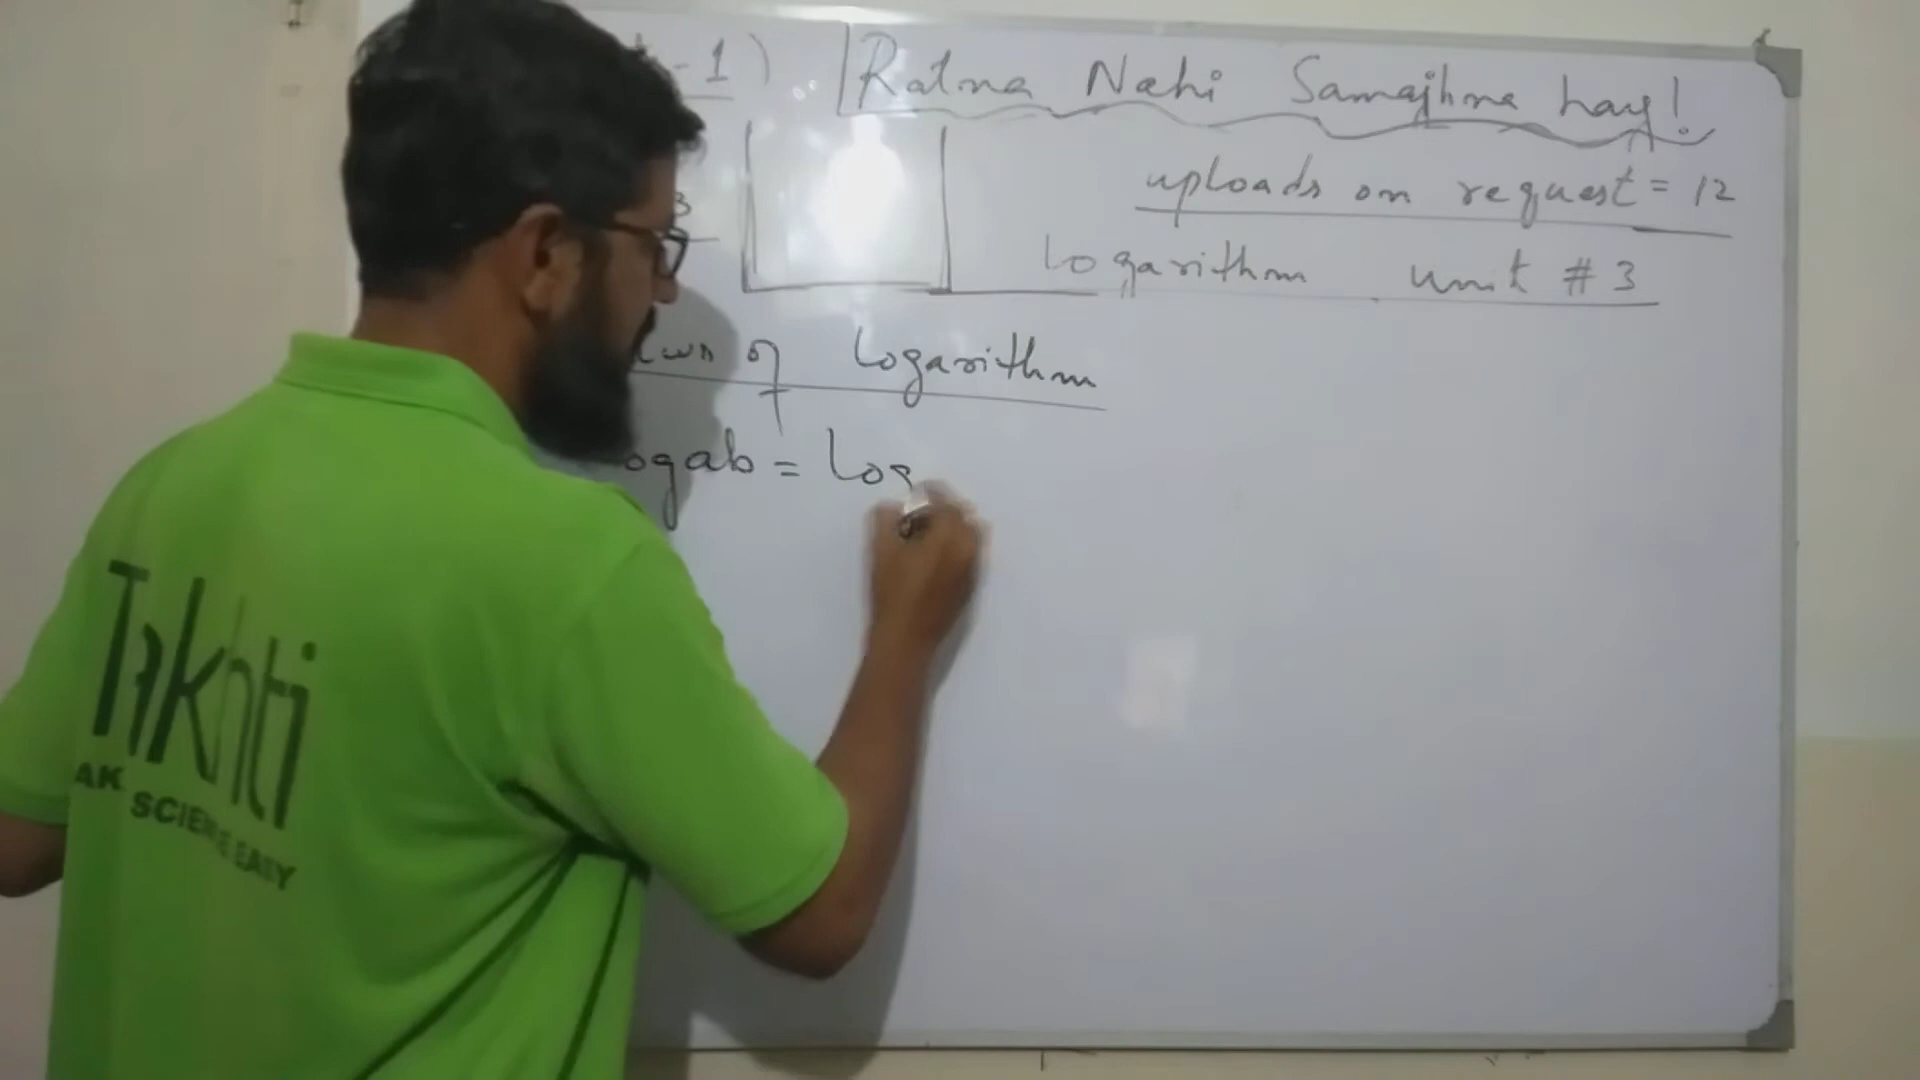 - 1 )
Ratna Nahi Samajhna hay!
3
uploads on request = 12
Logarithm unit # 3
of Logarithm
ogab = Log
Takhti
AK SCIENCE EASY